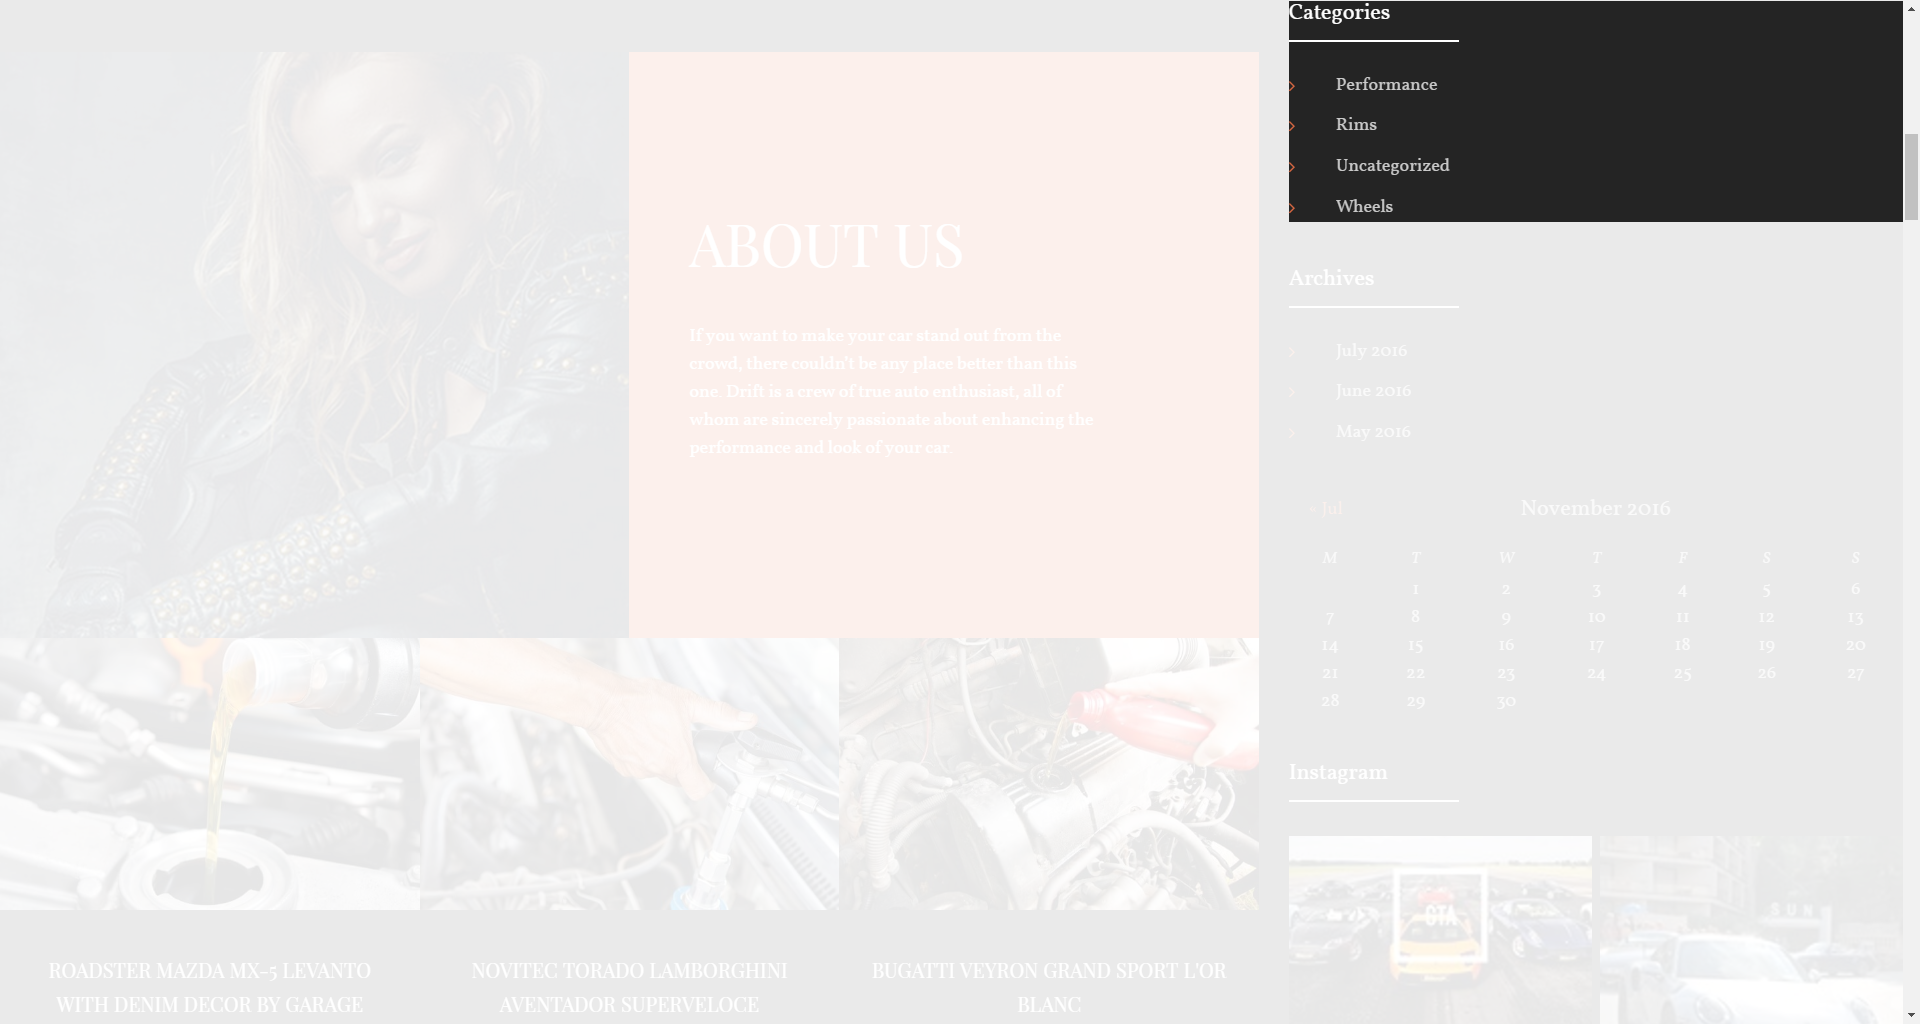 Categories
Performance
Rims
Uncategorized
Wheels
ABOUT US
If you want to make your car stand out from the
crowd, there couldn't be any place better than this
one. Drift is a crew of true auto enthusiast, all of
whom are sincerely passionate about enhancing the
performance and look of your car.
Archives
July 2016
June 2016
May 2016
« Jul November 2016
M T W T F S S
1 2 3 4 5 6
7 8 9 10 11 12 13
14 15 16 17 18 19 20
21 22 23 24 25 26 27
28 29 30
Instagram
GTA
SUN
ROADSTER MAZDA MX-5 LEVANTO
WITH DENIM DECOR BY GARAGE
NOVITEC TORADO LAMBORGHINI
AVENTADOR SUPERVELOCE
BUGATTI VEYRON GRAND SPORT L'OR
BLANC